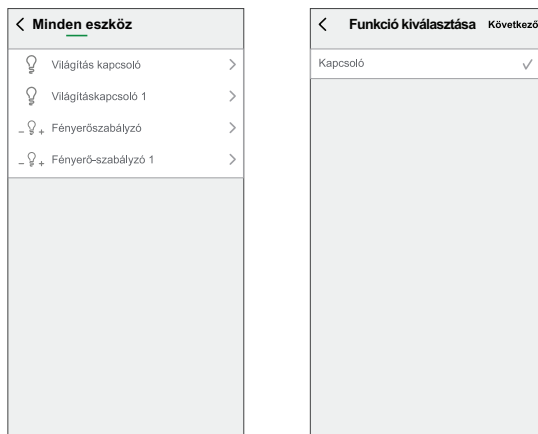 Minden eszköz
Világítás kapcsoló
Világításkapcsoló 1
Fényerőszabályzó
Fényerő-szabályzó 1
Funkció kiválasztása Következő
Kapcsoló